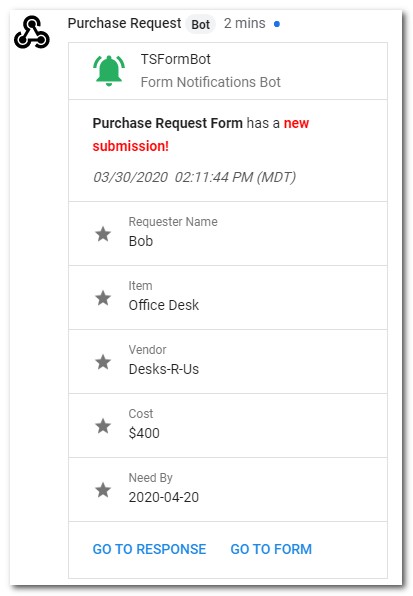 Purchase Request Bot 2 mins
TSFormBot
Form Notifications Bot
Purchase Request Form has a new
submission!
03/30/2020  02:11:44 PM (MDT)
Requester Name
Bob
Item
Office Desk
Vendor
Desks-R-Us
Cost
$400
Need By
2020-04-20
GO TO RESPONSE GO TO FORM